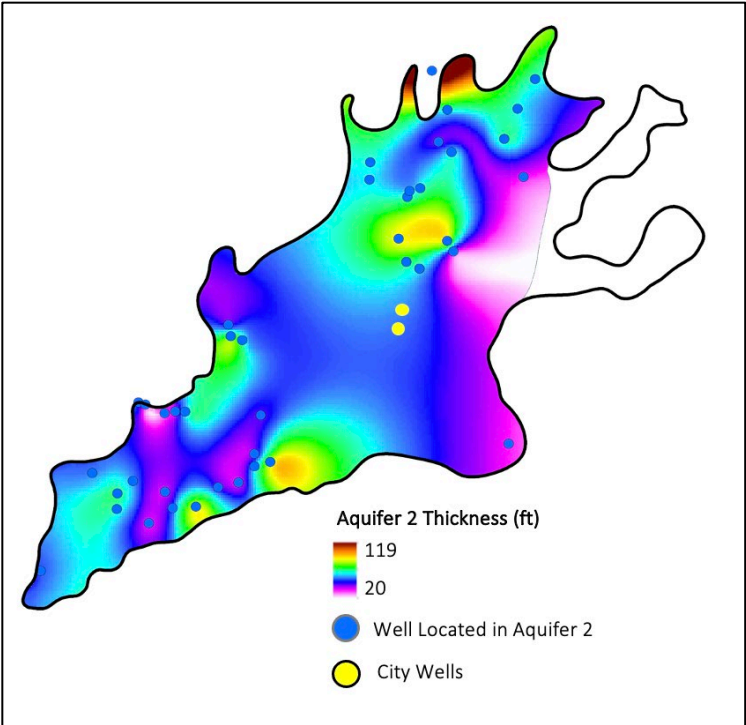 Aquifer 2 Thickness (ft)
119
20
Well Located in Aquifer 2
City Wells